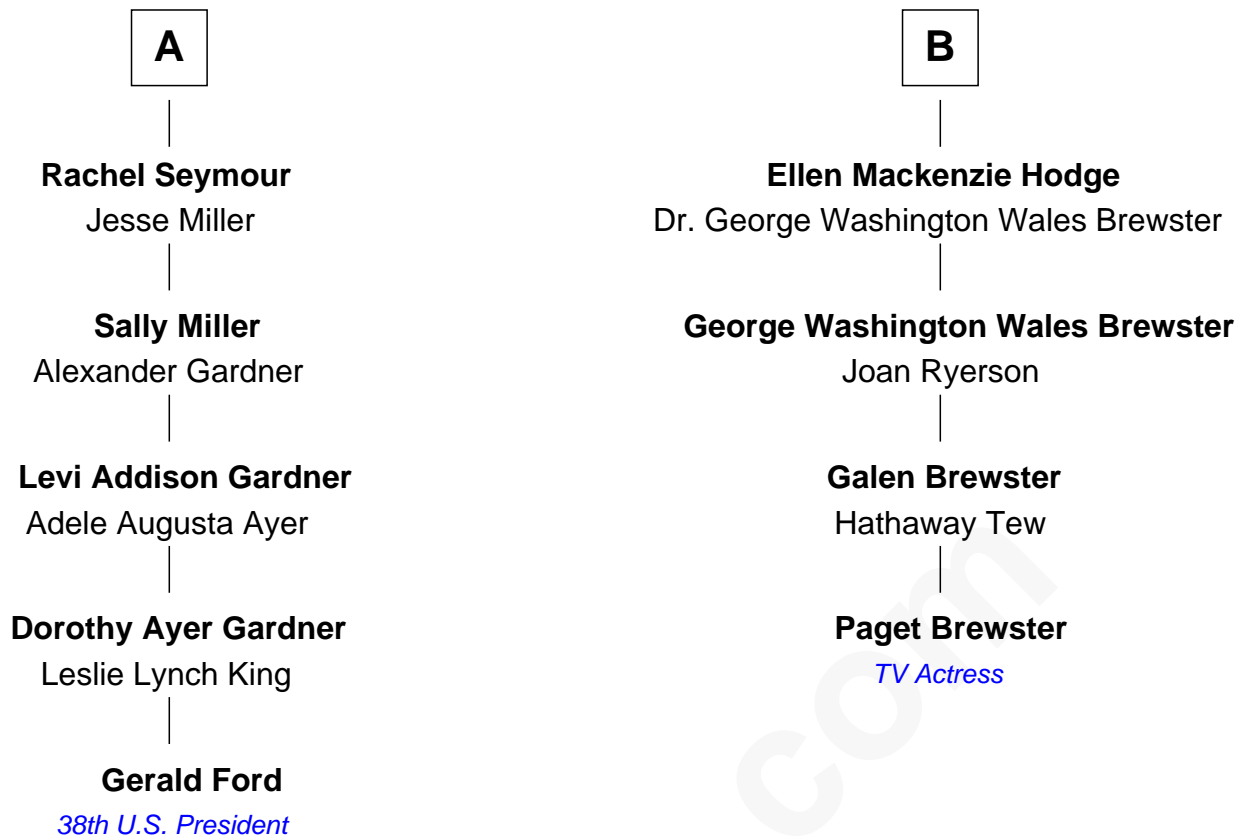 A
Rachel Seymour
Jesse Miller
Sally Miller
Alexander Gardner
Levi Addison Gardner
Adele Augusta Ayer
Dorothy Ayer Gardner
Leslie Lynch King
Gerald Ford
38th U.S. President
B
Ellen Mackenzie Hodge
Dr. George Washington Wales Brewster
George Washington Wales Brewster
Joan Ryerson
Galen Brewster
Hathaway Tew
Paget Brewster
TV Actress
com